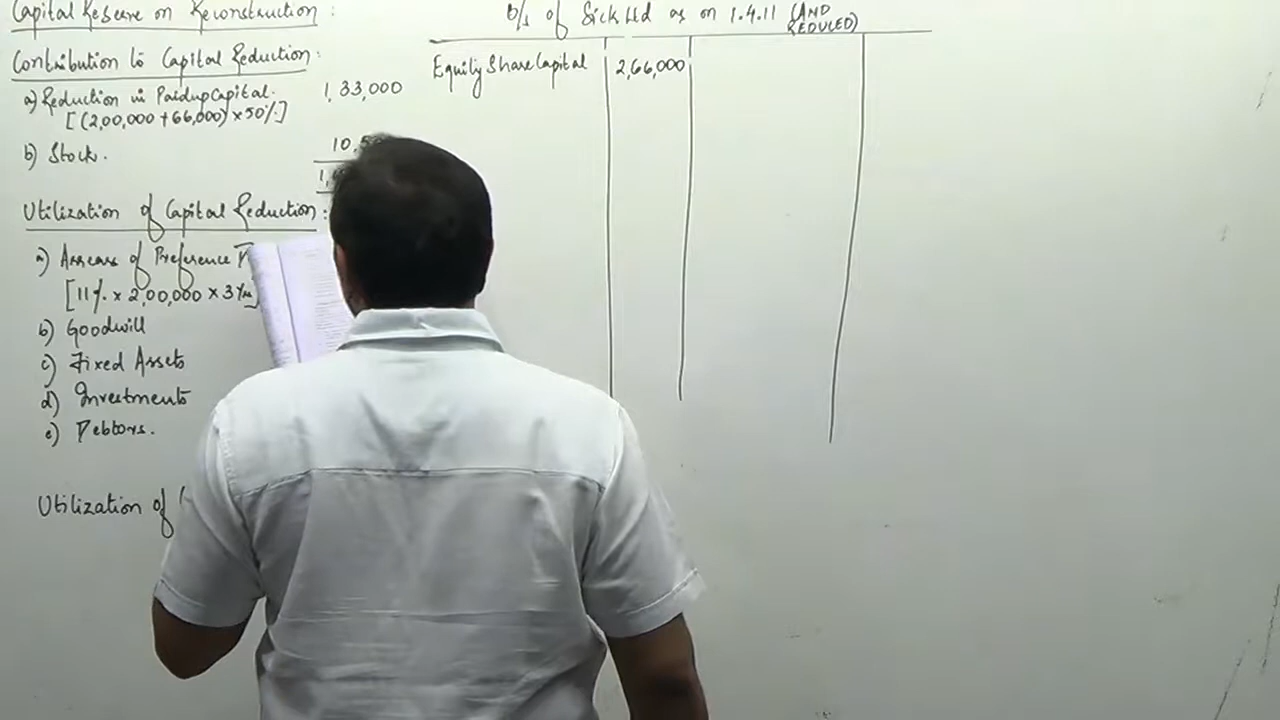 Capital Reserve on Reconstruction :
Contribution to Capital Reduction :
a) Reduction in Paidup Capital. 1,33,000
[(2,00,000 + 66,000) × 50%]
b) Stock.
Utilization of Capital Reduction :
a) Arrears of Preference
[11% × 2,00,000 × 3
b) Goodwill
c) Fixed Assets
d) Investments
e) Debtors.
Utilization of
B/s of Sick Ltd as on 1.4.11 (AND
REDUCED)
Equity Share Capital 2,66,000